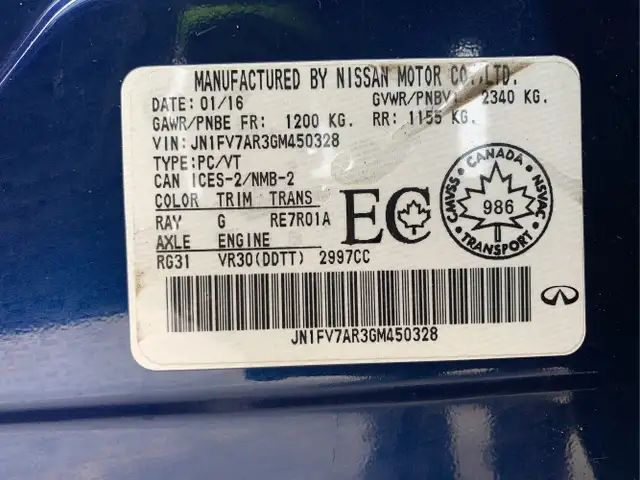 MANUFACTURED BY NISSAN MOTOR CO.,LTD.
DATE: 01/16 GVWR/PNBV: 2340 KG.
GAWR/PNBE FR: 1200 KG. RR: 1155 KG.
VIN: JN1FV7AR3GM450328
TYPE:PC/VT
CAN ICES-2/NMB-2
COLOR TRIM TRANS
RAY G RE7R01A
AXLE ENGINE
RG31 VR30(DDTT) 2997CC
EC
CANADA
CMVSS
986
NSVAC
TRANSPORT
JN1FV7AR3GM450328